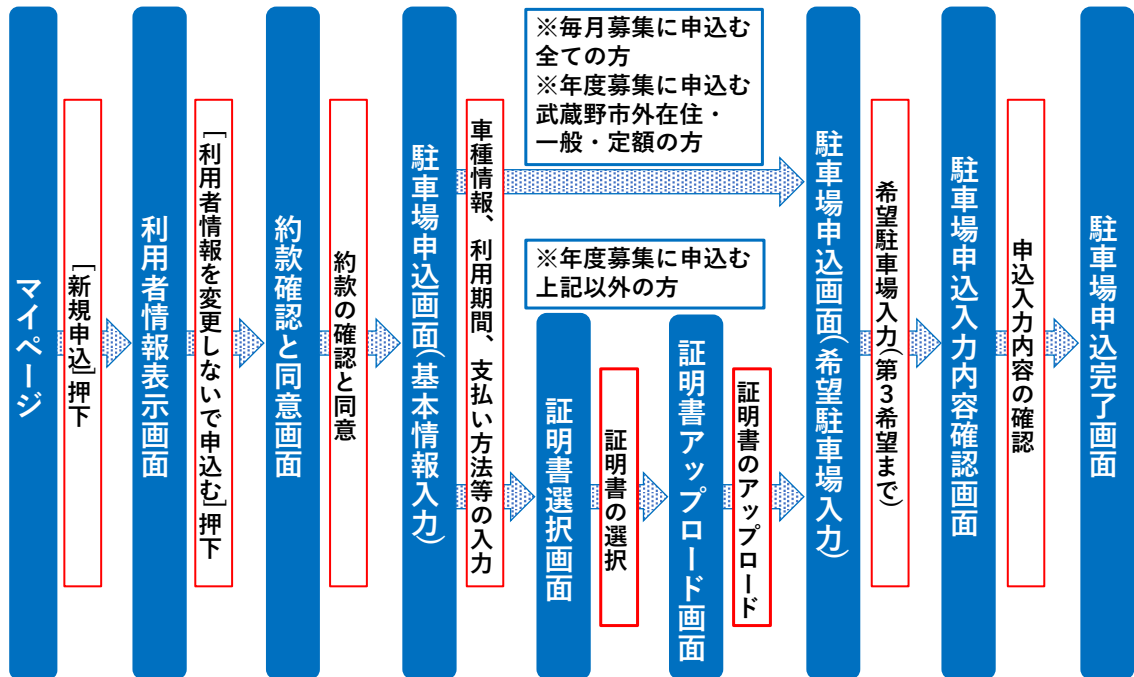 マイページ
[新規申込]押下
利用者情報表示画面
[利用者情報を変更しないで申込む]押下
約款確認と同意画面
約款の確認と同意
駐車場申込画面(基本情報入力)
車種情報、利用期間、支払い方法等の入力
※毎月募集に申込む
全ての方
※年度募集に申込む
武蔵野市外在住・
一般・定額の方
※年度募集に申込む
上記以外の方
証明書選択画面
証明書の選択
証明書アップロード画面
証明書のアップロード
駐車場申込画面(希望駐車場入力)
希望駐車場入力(第3希望まで)
駐車場申込入力内容確認画面
申込入力内容の確認
駐車場申込完了画面